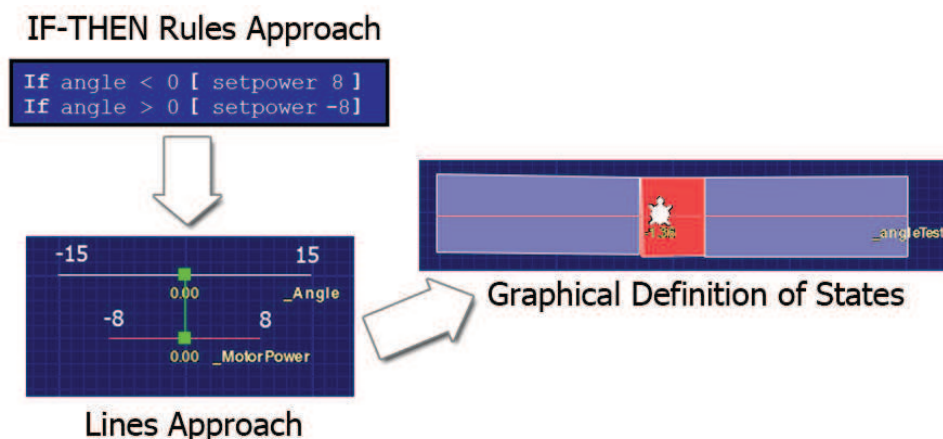 IF-THEN Rules Approach
If angle < 0 [ setpower 8 ]
If angle > 0 [ setpower -8]
-15 15
0.00 _Angle
-8 8
0.00 _MotorPower
Lines Approach
_angleTest
Graphical Definition of States